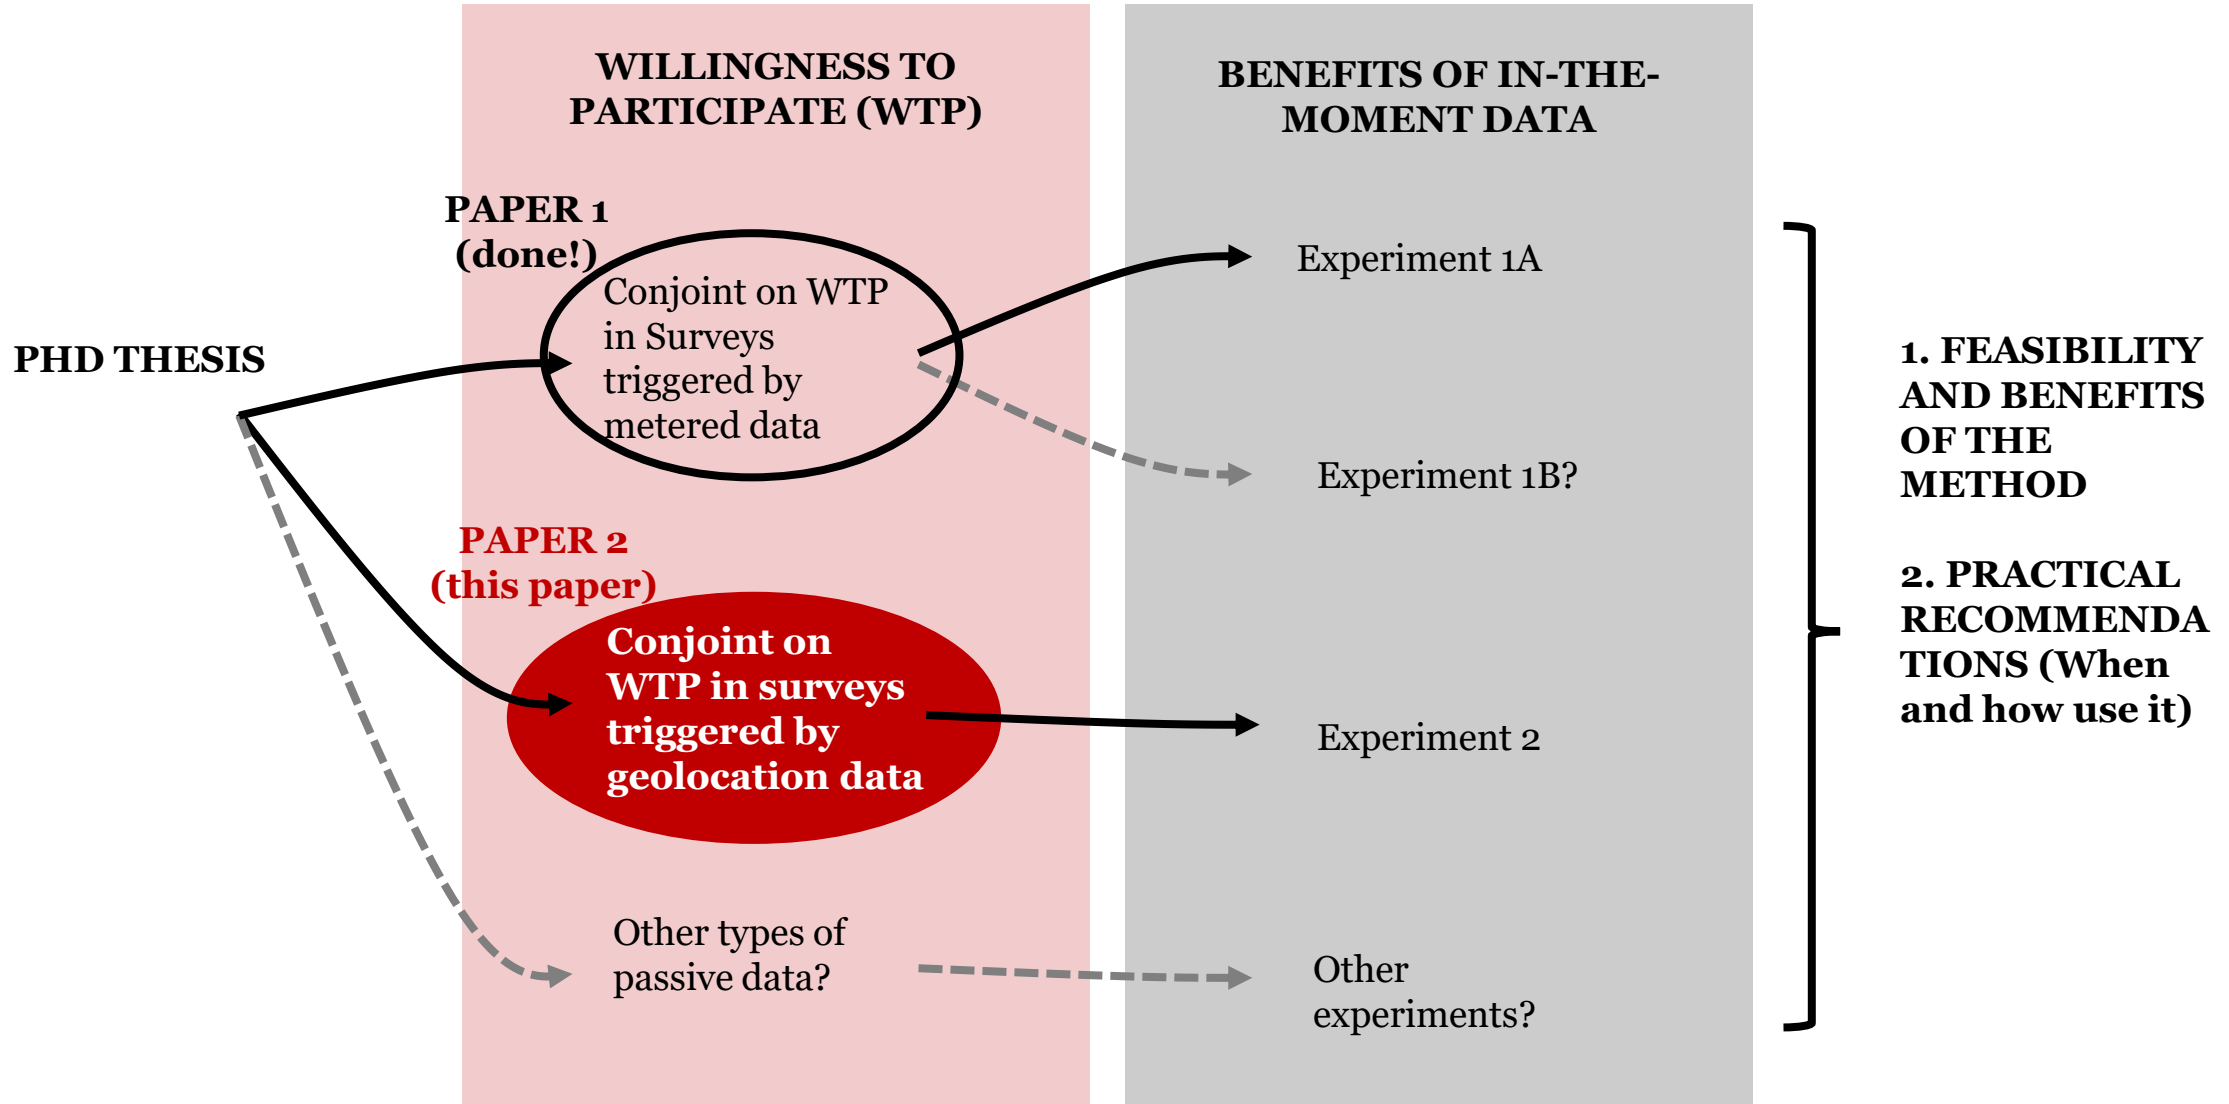 WILLINGNESS TO
PARTICIPATE (WTP)
BENEFITS OF IN-THE-
MOMENT DATA
PHD THESIS
PAPER 1
(done!)
Conjoint on WTP
in Surveys
triggered by
metered data
Experiment 1A
Experiment 1B?
PAPER 2
(this paper)
Conjoint on
WTP in surveys
triggered by
geolocation data
Experiment 2
Other types of
passive data?
Other
experiments?
1. FEASIBILITY
AND BENEFITS
OF THE
METHOD
2. PRACTICAL
RECOMMENDA
TIONS (When
and how use it)